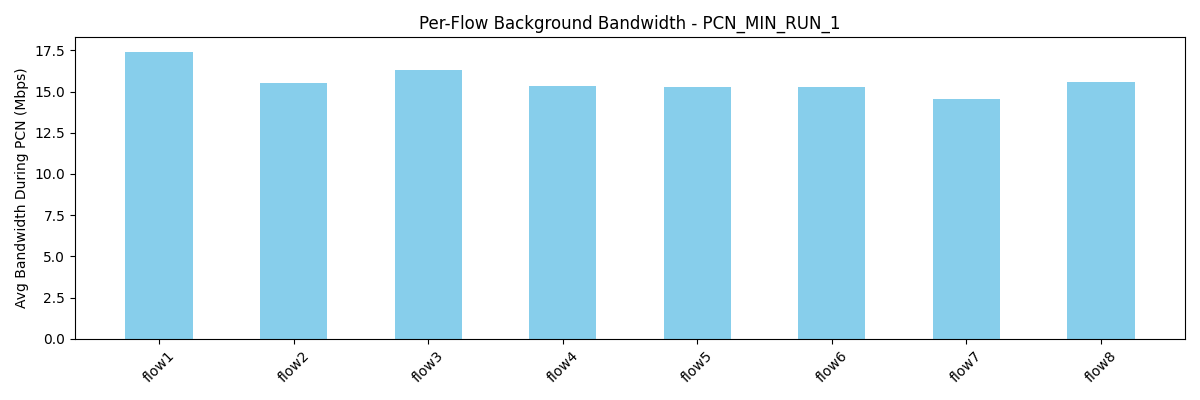 Per-Flow Background Bandwidth - PCN_MIN_RUN_1
Avg Bandwidth During PCN (Mbps)
17.5
15.0
12.5
10.0
7.5
5.0
2.5
0.0
flow1
flow2
flow3
flow4
flow5
flow6
flow7
flow8